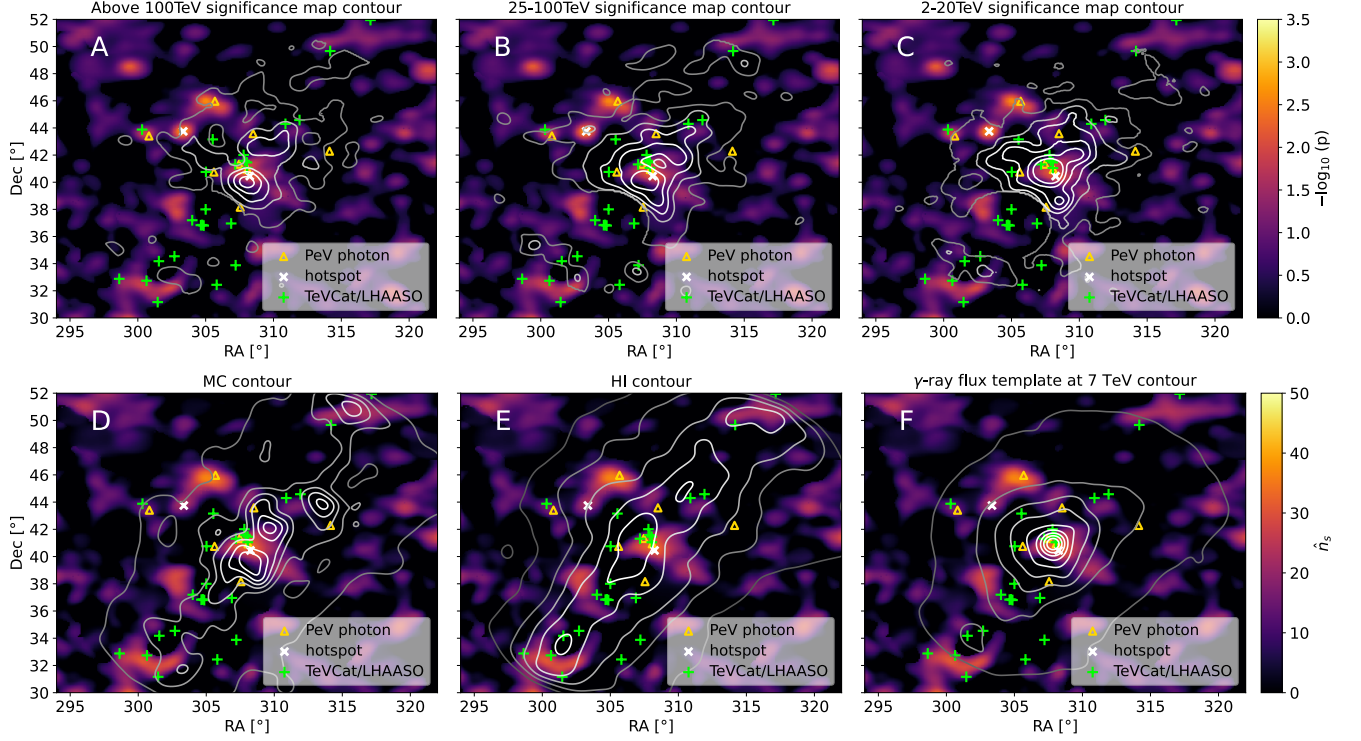 Above 100TeV significance map contour
25-100TeV significance map contour
2-20TeV significance map contour
A
B
C
52
50
48
46
44
42
40
38
36
34
32
30
Dec [°]
295 300 305 310 315 320
295 300 305 310 315 320
295 300 305 310 315 320
RA [°]
RA [°]
RA [°]
PeV photon
hotspot
TeVCat/LHAASO
PeV photon
hotspot
TeVCat/LHAASO
PeV photon
hotspot
TeVCat/LHAASO
3.5
3.0
2.5
2.0
1.5
1.0
0.5
0.0
−log₁₀ (p)
MC contour
HI contour
γ-ray flux template at 7 TeV contour
D
E
F
52
50
48
46
44
42
40
38
36
34
32
30
Dec [°]
295 300 305 310 315 320
295 300 305 310 315 320
295 300 305 310 315 320
RA [°]
RA [°]
RA [°]
PeV photon
hotspot
TeVCat/LHAASO
PeV photon
hotspot
TeVCat/LHAASO
PeV photon
hotspot
TeVCat/LHAASO
50
40
30
20
10
0
n̂ₛ